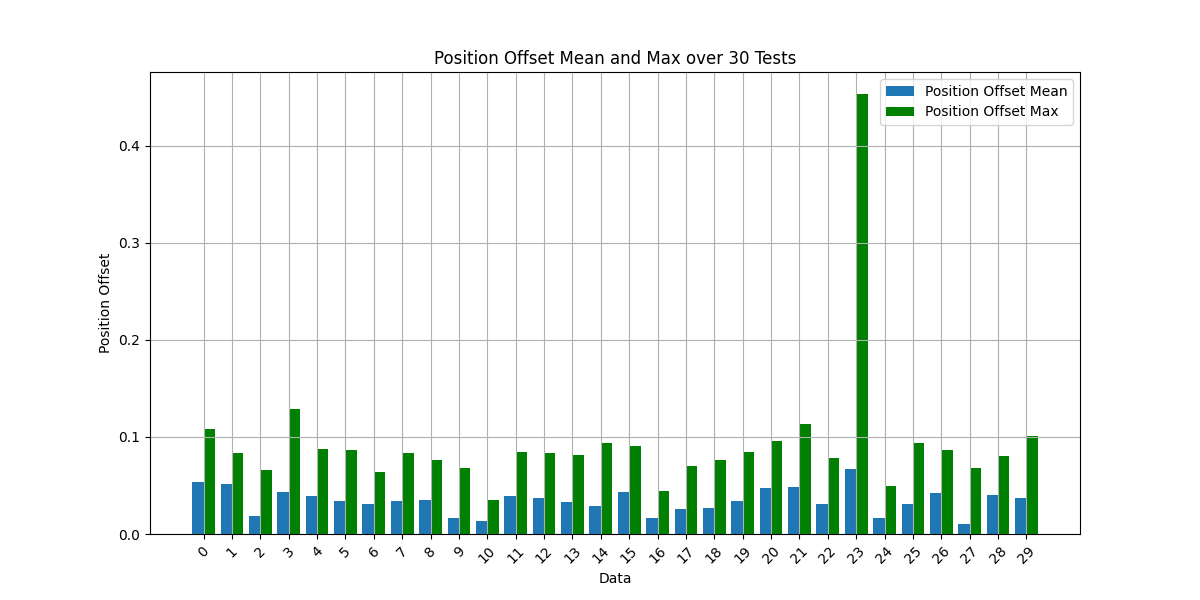 Position Offset Mean and Max over 30 Tests
Position Offset Mean
Position Offset Max
Position Offset
0.4
0.3
0.2
0.1
0.0
0 1 2 3 4 5 6 7 8 9 10 11 12 13 14 15 16 17 18 19 20 21 22 23 24 25 26 27 28 29
Data